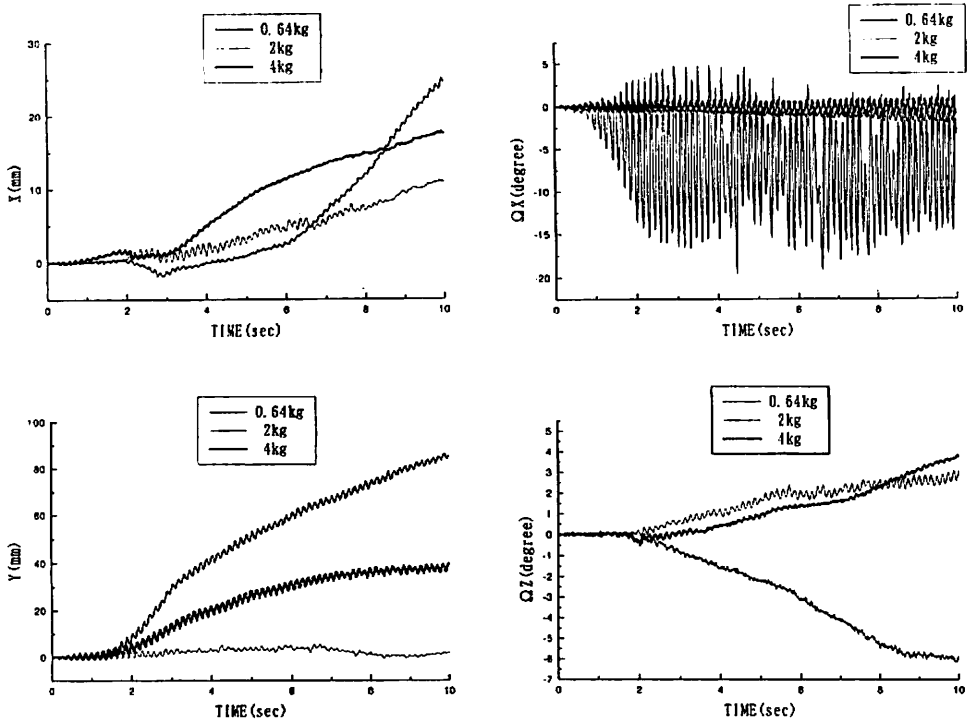 0.64kg
2kg
4kg
30
20
10
0
X(mm)
0 2 4 6 8 10
TIME(sec)
0.64kg
2kg
4kg
5
0
-5
-10
-15
-20
ΩX(degree)
0 2 4 6 8 10
TIME(sec)
0.64kg
2kg
4kg
100
80
60
40
20
0
Y(mm)
0 2 4 6 8 10
TIME(sec)
0.64kg
2kg
4kg
5
4
3
2
1
0
-1
-2
-3
-4
-5
-6
-7
ΩZ(degree)
0 2 4 6 8 10
TIME(sec)